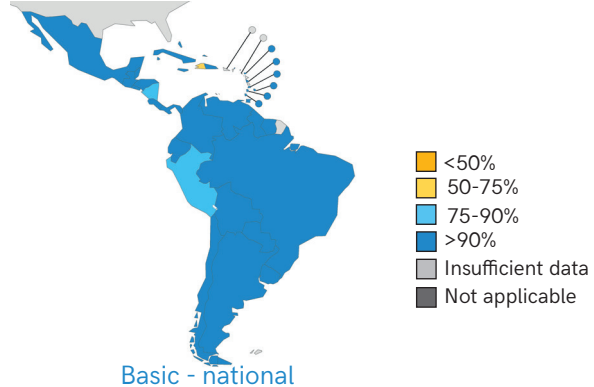 <50%
50-75%
75-90%
>90%
Insufficient data
Not applicable
Basic - national